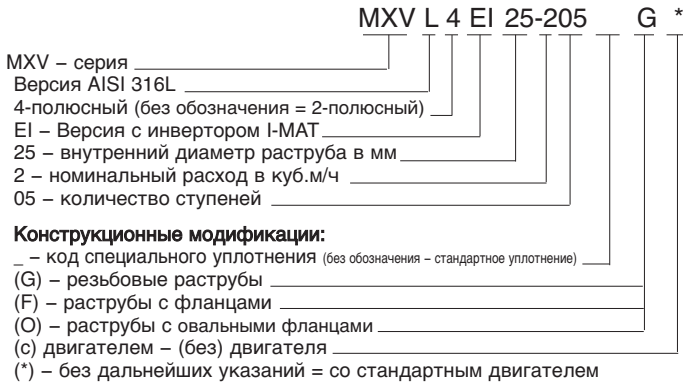 MXV L 4 EI 25-205 _ G *
MXV – серия
Версия AISI 316L
4-полюсный (без обозначения = 2-полюсный)
EI – Версия с инвертором I-MAT
25 – внутренний диаметр раструба в мм
2 – номинальный расход в куб.м/ч
05 – количество ступеней
Конструкционные модификации:
_ – код специального уплотнения (без обозначения – стандартное уплотнение)
(G) – резьбовые раструбы
(F) – раструбы с фланцами
(O) – раструбы с овальными фланцами
(с) двигателем – (без) двигателя
(*) – без дальнейших указаний = со стандартным двигателем